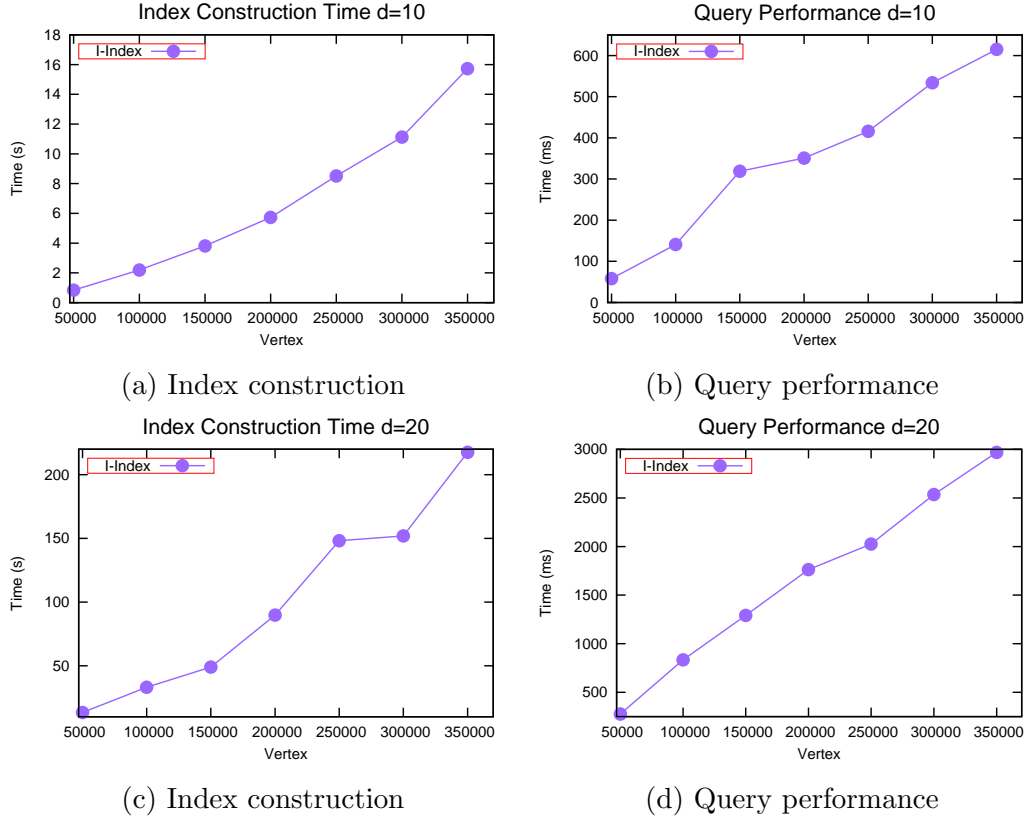 Index Construction Time d=10
I-Index
Time (s)
18
16
14
12
10
8
6
4
2
0
50000 100000 150000 200000 250000 300000 350000
Vertex
(a) Index construction
Query Performance d=10
I-Index
Time (ms)
600
500
400
300
200
100
0
50000 100000 150000 200000 250000 300000 350000
Vertex
(b) Query performance
Index Construction Time d=20
I-Index
Time (s)
200
150
100
50
50000 100000 150000 200000 250000 300000 350000
Vertex
(c) Index construction
Query Performance d=20
I-Index
Time (ms)
3000
2500
2000
1500
1000
500
50000 100000 150000 200000 250000 300000 350000
Vertex
(d) Query performance